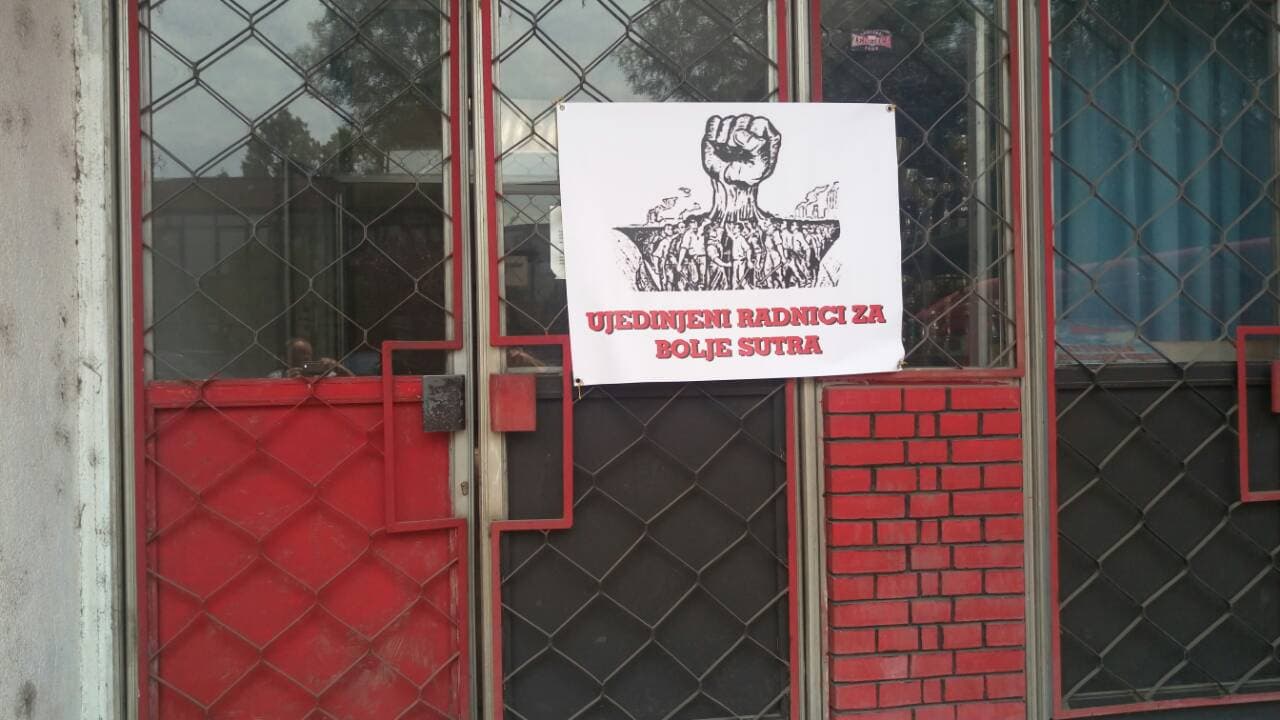 UJEDINJENI RADNICI ZA
BOLJE SUTRA